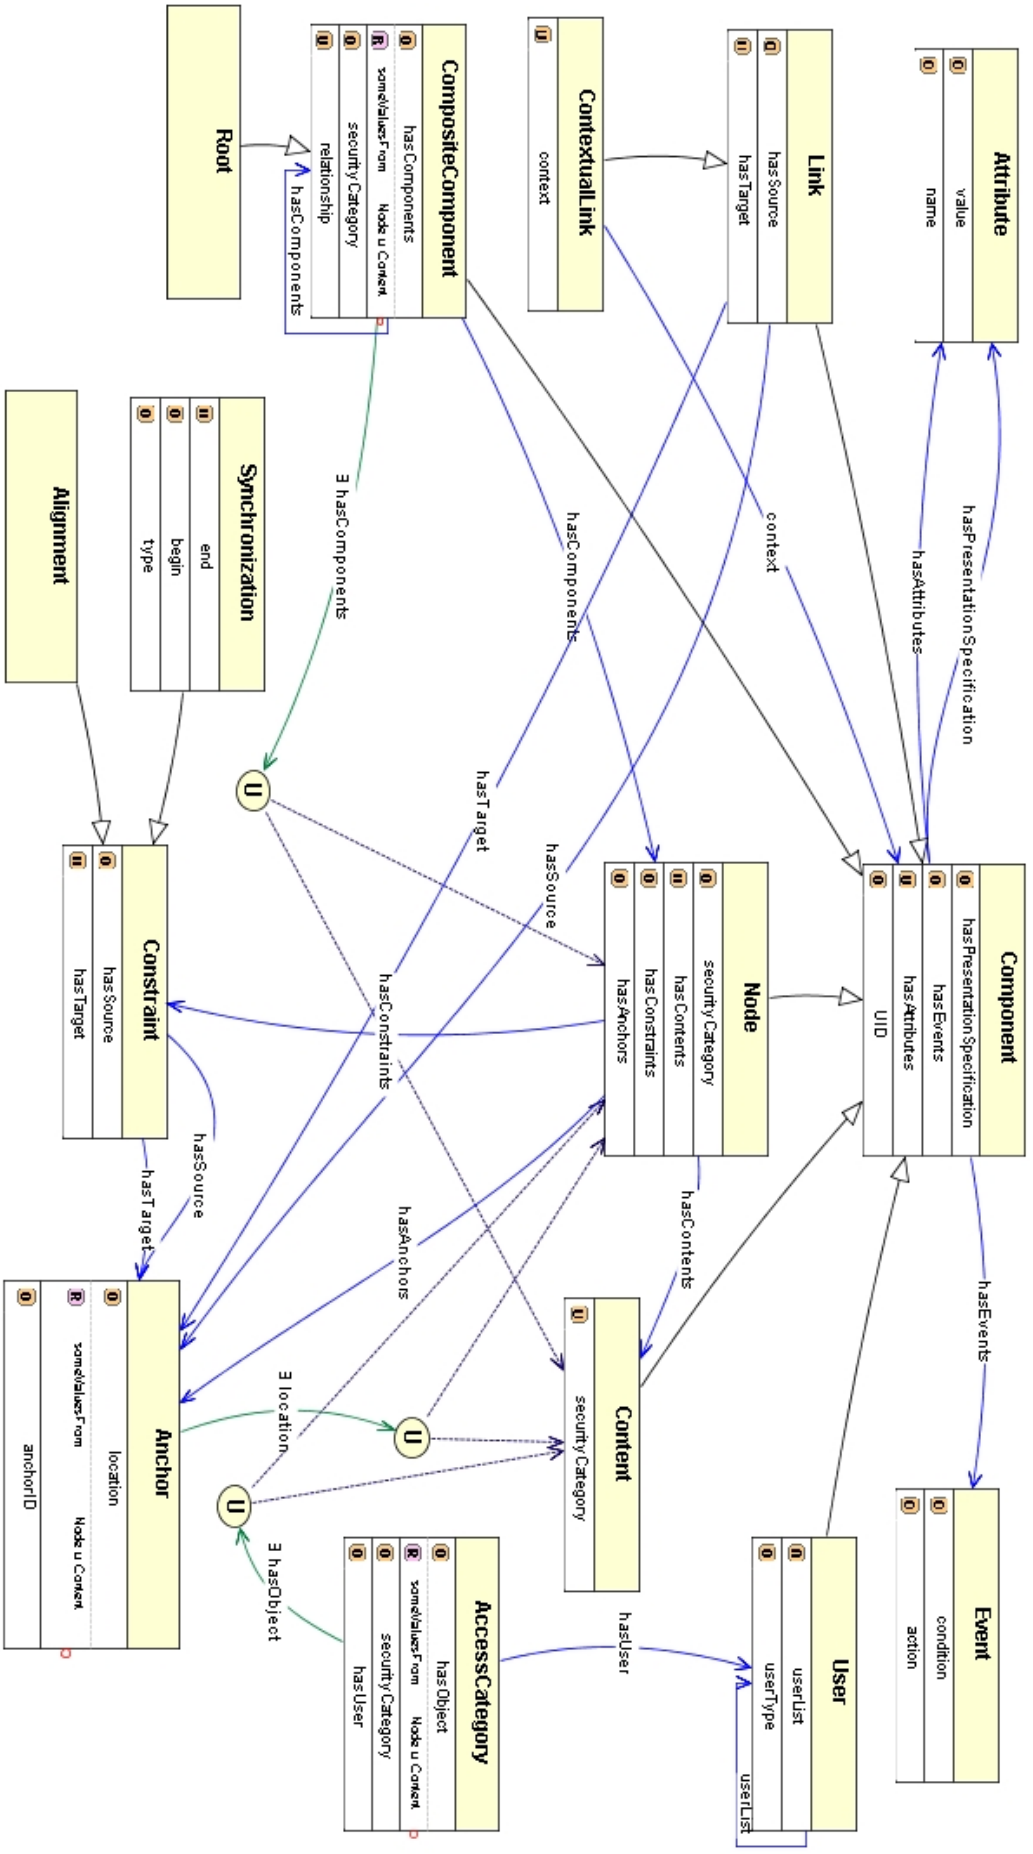 Attribute
value
name
Link
hasSource
hasTarget
ContextualLink
context
CompositeComponent
hasComponents
someValuesFrom Node u Content
securityCategory
relationship
hasComponents
Root
hasPresentationSpecification
hasAttributes
context
hasComponents
∃ hasComponents
Synchronization
end
begin
type
Alignment
hasTarget
hasSource
U
Component
hasPresentationSpecification
hasEvents
hasAttributes
UID
Node
securityCategory
hasContents
hasConstraints
hasAnchors
hasConstraints
Constraint
hasSource
hasTarget
hasSource
hasTarget
hasContents
hasAnchors
hasEvents
Content
securityCategory
∃ location
U
U
Anchor
location
someValuesFrom Node u Content
anchorID
∃ hasObject
AccessCategory
hasObject
someValuesFrom Node u Content
securityCategory
hasUser
hasUser
User
userList
userType
userList
Event
condition
action